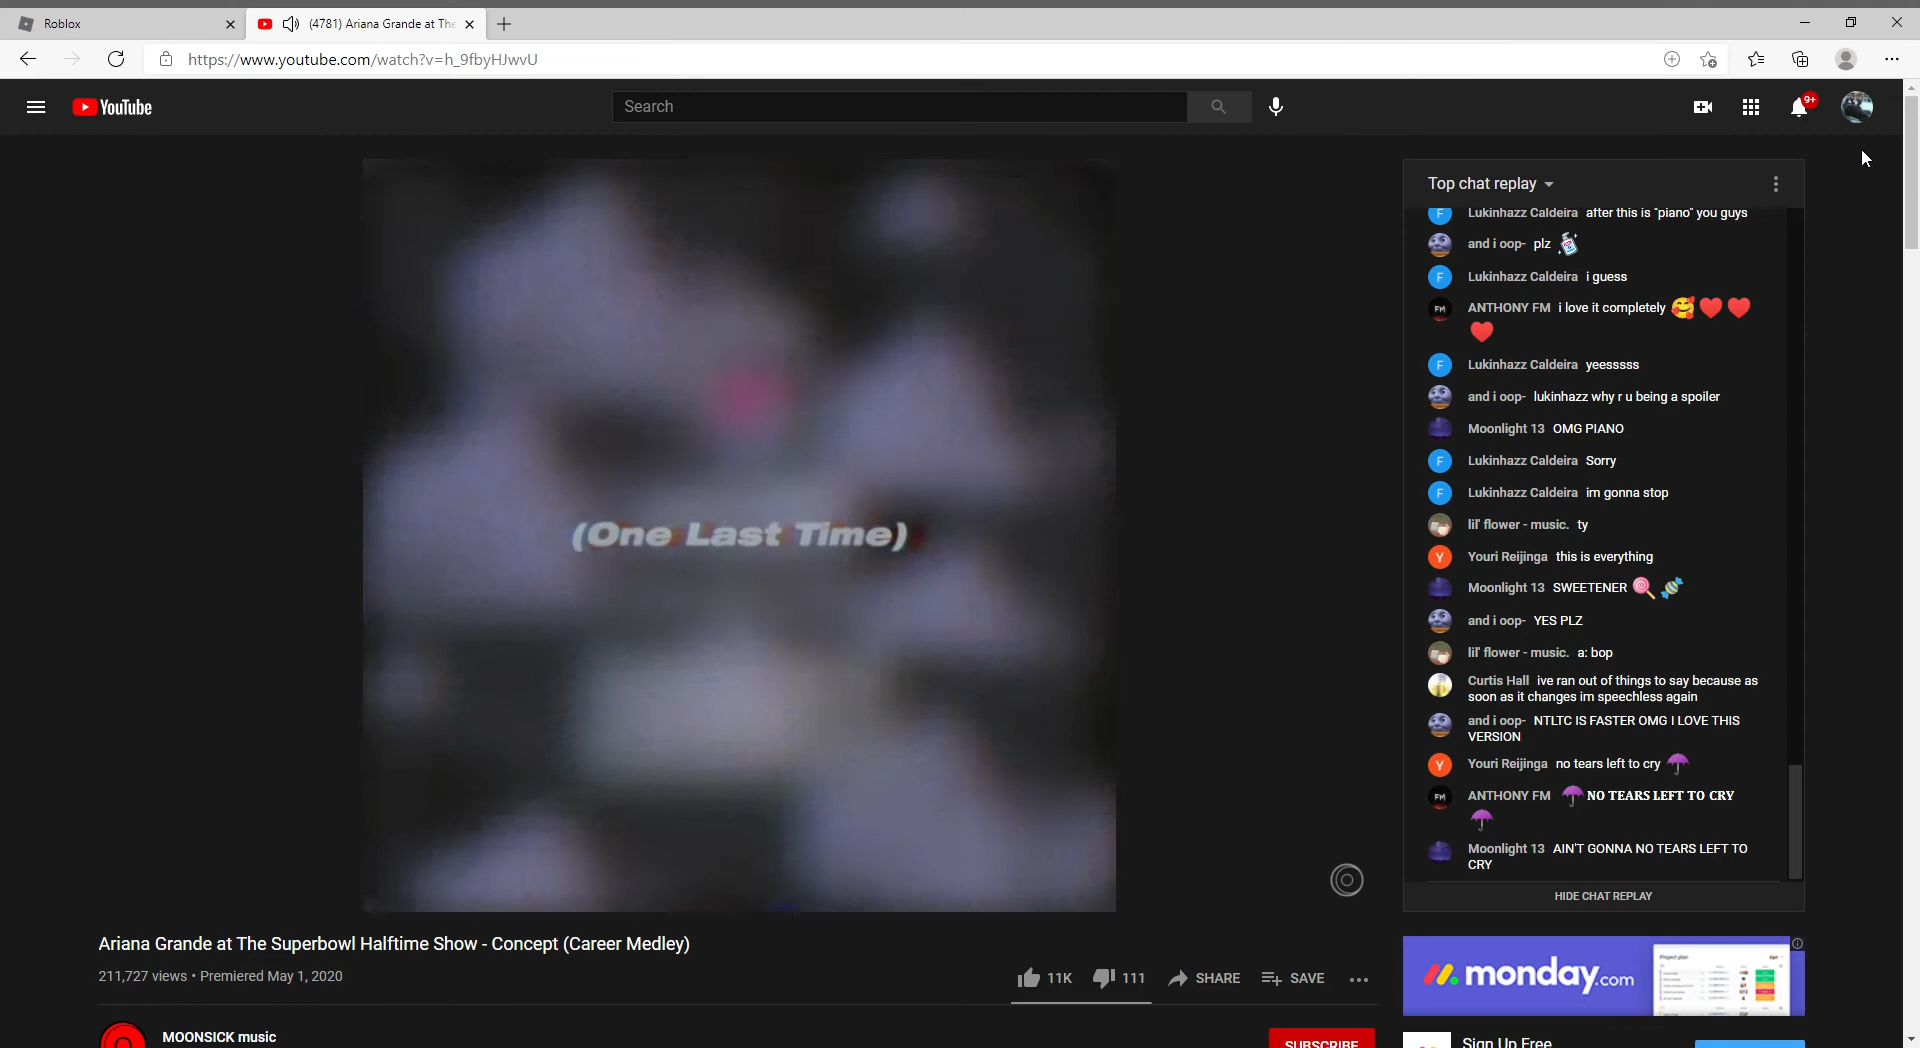 Roblox
(4781) Ariana Grande at The
https://www.youtube.com/watch?v=h_9fbyHJwvU
YouTube
Search
9+
(One Last Time)
Top chat replay
Lukinhazz Caldeira after this is "piano" you guys
and i oop- plz
Lukinhazz Caldeira i guess
ANTHONY FM i love it completely
Lukinhazz Caldeira yeesssss
and i oop- lukinhazz why r u being a spoiler
Moonlight 13 OMG PIANO
Lukinhazz Caldeira Sorry
Lukinhazz Caldeira im gonna stop
lil' flower - music. ty
Youri Reijinga this is everything
Moonlight 13 SWEETENER
and i oop- YES PLZ
lil' flower - music. a: bop
Curtis Hall ive ran out of things to say because as
soon as it changes im speechless again
and i oop- NTLTC IS FASTER OMG I LOVE THIS
VERSION
Youri Reijinga no tears left to cry
ANTHONY FM NO TEARS LEFT TO CRY
Moonlight 13 AIN'T GONNA NO TEARS LEFT TO
CRY
HIDE CHAT REPLAY
Ariana Grande at The Superbowl Halftime Show - Concept (Career Medley)
211,727 views • Premiered May 1, 2020
11K
111
SHARE
SAVE
monday.com
Project plan
MOONSICK music
SUBSCRIBE
Sign Up Free